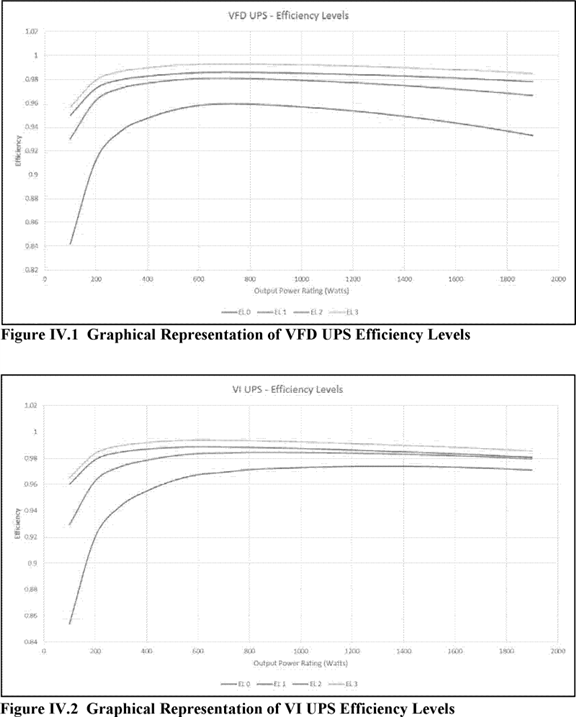 VFD UPS - Efficiency Levels
1.02
1
0.98
0.96
0.94
0.92
0.9
0.88
0.86
0.84
0.82
Efficiency
0 200 400 600 800 1000 1200 1400 1600 1800 2000
Output Power Rating (Watts)
EL 0 EL 1 EL 2 EL 3
Figure IV.1 Graphical Representation of VFD UPS Efficiency Levels
VI UPS - Efficiency Levels
1.02
1
0.98
0.96
0.94
0.92
0.9
0.88
0.86
0.84
Efficiency
0 200 400 600 800 1000 1200 1400 1600 1800 2000
Output Power Rating (Watts)
EL 0 EL 1 EL 2 EL 3
Figure IV.2 Graphical Representation of VI UPS Efficiency Levels